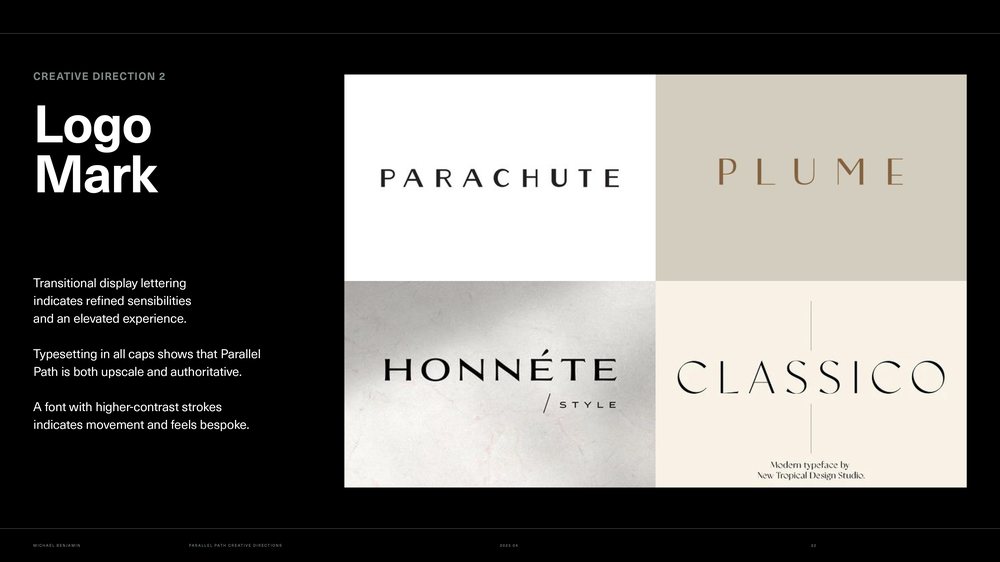 CREATIVE DIRECTION 2
Logo
Mark
Transitional display lettering
indicates refined sensibilities
and an elevated experience.
Typesetting in all caps shows that Parallel
Path is both upscale and authoritative.
A font with higher-contrast strokes
indicates movement and feels bespoke.
PARACHUTE
PLUME
HONNÉTE
/ STYLE
CLASSICO
Modern typeface by
New Tropical Design Studio.
MICHAEL BENJAMIN
PARALLEL PATH CREATIVE DIRECTIONS